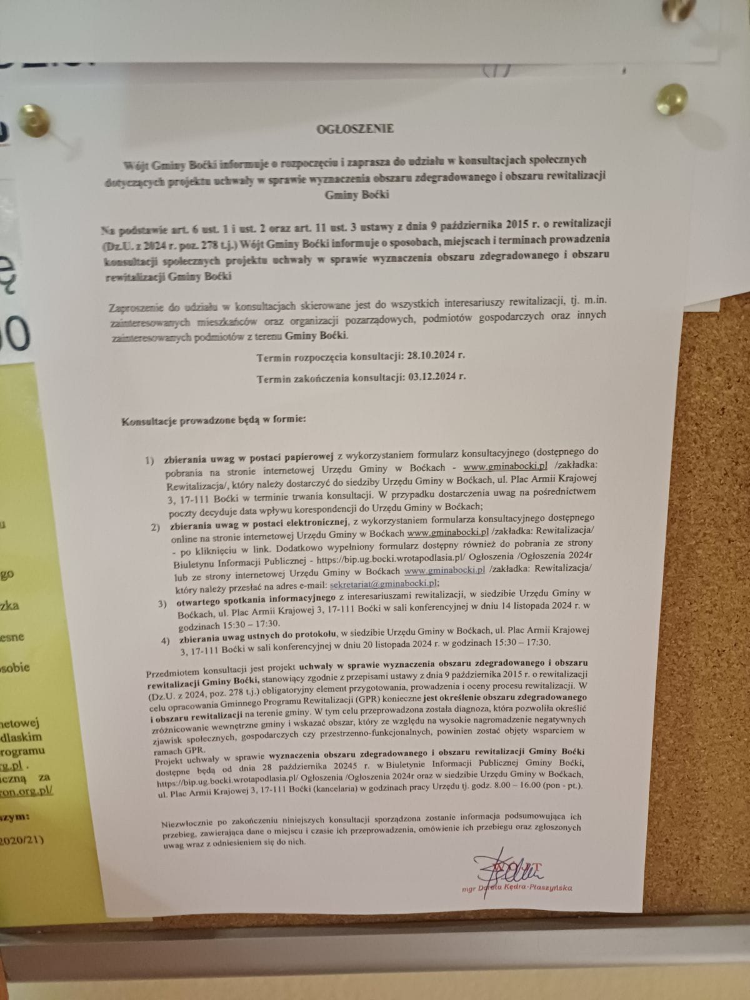 OGŁOSZENIE
Wójt Gminy Boćki informuje o rozpoczęciu i zaprasza do udziału w konsultacjach społecznych
dotyczących projektu uchwały w sprawie wyznaczenia obszaru zdegradowanego i obszaru rewitalizacji
Gminy Boćki
Na podstawie art. 6 ust. 1 i ust. 2 oraz art. 11 ust. 3 ustawy z dnia 9 października 2015 r. o rewitalizacji
(Dz.U. z 2024 r. poz. 278 t.j.) Wójt Gminy Boćki informuje o sposobach, miejscach i terminach prowadzenia
konsultacji społecznych projektu uchwały w sprawie wyznaczenia obszaru zdegradowanego i obszaru
rewitalizacji Gminy Boćki
Zaproszenie do udziału w konsultacjach skierowane jest do wszystkich interesariuszy rewitalizacji, tj. m.in.
zainteresowanych mieszkańców oraz organizacji pozarządowych, podmiotów gospodarczych oraz innych
zainteresowanych podmiotów z terenu Gminy Boćki.
Termin rozpoczęcia konsultacji: 28.10.2024 r.
Termin zakończenia konsultacji: 03.12.2024 r.
Konsultacje prowadzone będą w formie:
1) zbierania uwag w postaci papierowej z wykorzystaniem formularz konsultacyjnego (dostępnego do
pobrania na stronie internetowej Urzędu Gminy w Boćkach - www.gminabocki.pl /zakładka:
Rewitalizacja/, który należy dostarczyć do siedziby Urzędu Gminy w Boćkach, ul. Plac Armii Krajowej
3, 17-111 Boćki w terminie trwania konsultacji. W przypadku dostarczenia uwag na pośrednictwem
poczty decyduje data wpływu korespondencji do Urzędu Gminy w Boćkach;
2) zbierania uwag w postaci elektronicznej, z wykorzystaniem formularza konsultacyjnego dostępnego
online na stronie internetowej Urzędu Gminy w Boćkach www.gminabocki.pl /zakładka: Rewitalizacja/
- po kliknięciu w link. Dodatkowo wypełniony formularz dostępny również do pobrania ze strony
Biuletynu Informacji Publicznej - https://bip.ug.bocki.wrotapodlasia.pl/ Ogłoszenia /Ogłoszenia 2024r
lub ze strony internetowej Urzędu Gminy w Boćkach www.gminabocki.pl /zakładka: Rewitalizacja/
który należy przesłać na adres e-mail: sekretariat@gminabocki.pl;
3) otwartego spotkania informacyjnego z interesariuszami rewitalizacji, w siedzibie Urzędu Gminy w
Boćkach, ul. Plac Armii Krajowej 3, 17-111 Boćki w sali konferencyjnej w dniu 14 listopada 2024 r. w
godzinach 15:30 – 17:30.
4) zbierania uwag ustnych do protokołu, w siedzibie Urzędu Gminy w Boćkach, ul. Plac Armii Krajowej
3, 17-111 Boćki w sali konferencyjnej w dniu 20 listopada 2024 r. w godzinach 15:30 – 17:30.
Przedmiotem konsultacji jest projekt uchwały w sprawie wyznaczenia obszaru zdegradowanego i obszaru
rewitalizacji Gminy Boćki, stanowiący zgodnie z przepisami ustawy z dnia 9 października 2015 r. o rewitalizacji
(Dz.U. z 2024, poz. 278 t.j.) obligatoryjny element przygotowania, prowadzenia i oceny procesu rewitalizacji. W
celu opracowania Gminnego Programu Rewitalizacji (GPR) konieczne jest określenie obszaru zdegradowanego
i obszaru rewitalizacji na terenie gminy. W tym celu przeprowadzona została diagnoza, która pozwoliła określić
zróżnicowanie wewnętrzne gminy i wskazać obszar, który ze względu na wysokie nagromadzenie negatywnych
zjawisk społecznych, gospodarczych czy przestrzenno-funkcjonalnych, powinien zostać objęty wsparciem w
ramach GPR.
Projekt uchwały w sprawie wyznaczenia obszaru zdegradowanego i obszaru rewitalizacji Gminy Boćki
dostępne będą od dnia 28 października 20245 r. w Biuletynie Informacji Publicznej Gminy Boćki,
https://bip.ug.bocki.wrotapodlasia.pl/ Ogłoszenia /Ogłoszenia 2024r oraz w siedzibie Urzędu Gminy w Boćkach,
ul. Plac Armii Krajowej 3, 17-111 Boćki (kancelaria) w godzinach pracy Urzędu tj. godz. 8.00 – 16.00 (pon - pt.).
Niezwłocznie po zakończeniu niniejszych konsultacji sporządzona zostanie informacja podsumowująca ich
przebieg, zawierająca dane o miejscu i czasie ich przeprowadzenia, omówienie ich przebiegu oraz zgłoszonych
uwag wraz z odniesieniem się do nich.
WÓJT
mgr Dorota Kędra-Ptaszyńska
ę
00
go
zka
esne
sobie
netowej
dlaskim
rogramu
rg.pl .
iczną za
ron.org.pl/
szym:
2020/21)